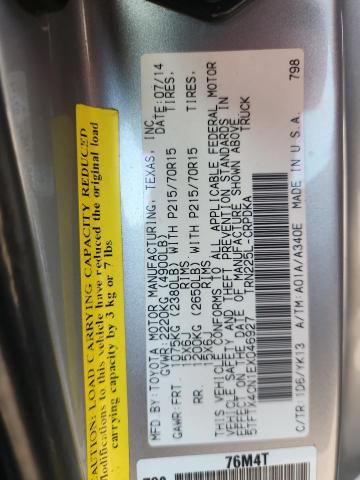 CAUTION: LOAD CARRYING CAPACITY REDUCED
Modifications to this vehicle have reduced the original load
carrying capacity by 3 kg or 7 lbs
MFD. BY: TOYOTA MOTOR MANUFACTURING, TEXAS, INC.
DATE: 07/14
GVWR: 2220KG (4900LB)
GAWR: FRT. 1075KG (2380LB) WITH P215/70R15 TIRES,
15X6J RIMS
RR. 1200KG (2650LB) WITH P215/70R15 TIRES,
15X6J RIMS
THIS VEHICLE CONFORMS TO ALL APPLICABLE FEDERAL MOTOR
VEHICLE SAFETY AND THEFT PREVENTION STANDARDS IN
EFFECT ON THE DATE OF MANUFACTURE SHOWN ABOVE.
TRUCK
TRN225L-CRPDKA
C/TR: 1D6/YK13 A/TM: A01A/A340E MADE IN U.S.A.
798
76M4T